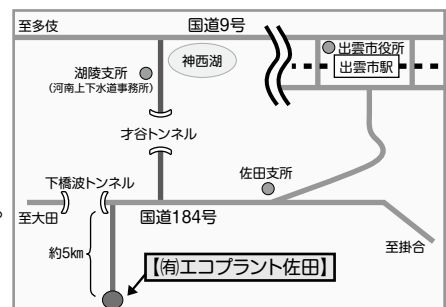 至多伎
国道9号
出雲市役所
湖陵支所
(河南上下水道事務所)
神西湖
出雲市駅
才谷トンネル
佐田支所
下橋波トンネル
至大田
国道184号
至掛合
約5km
【㈲エコプラント佐田】